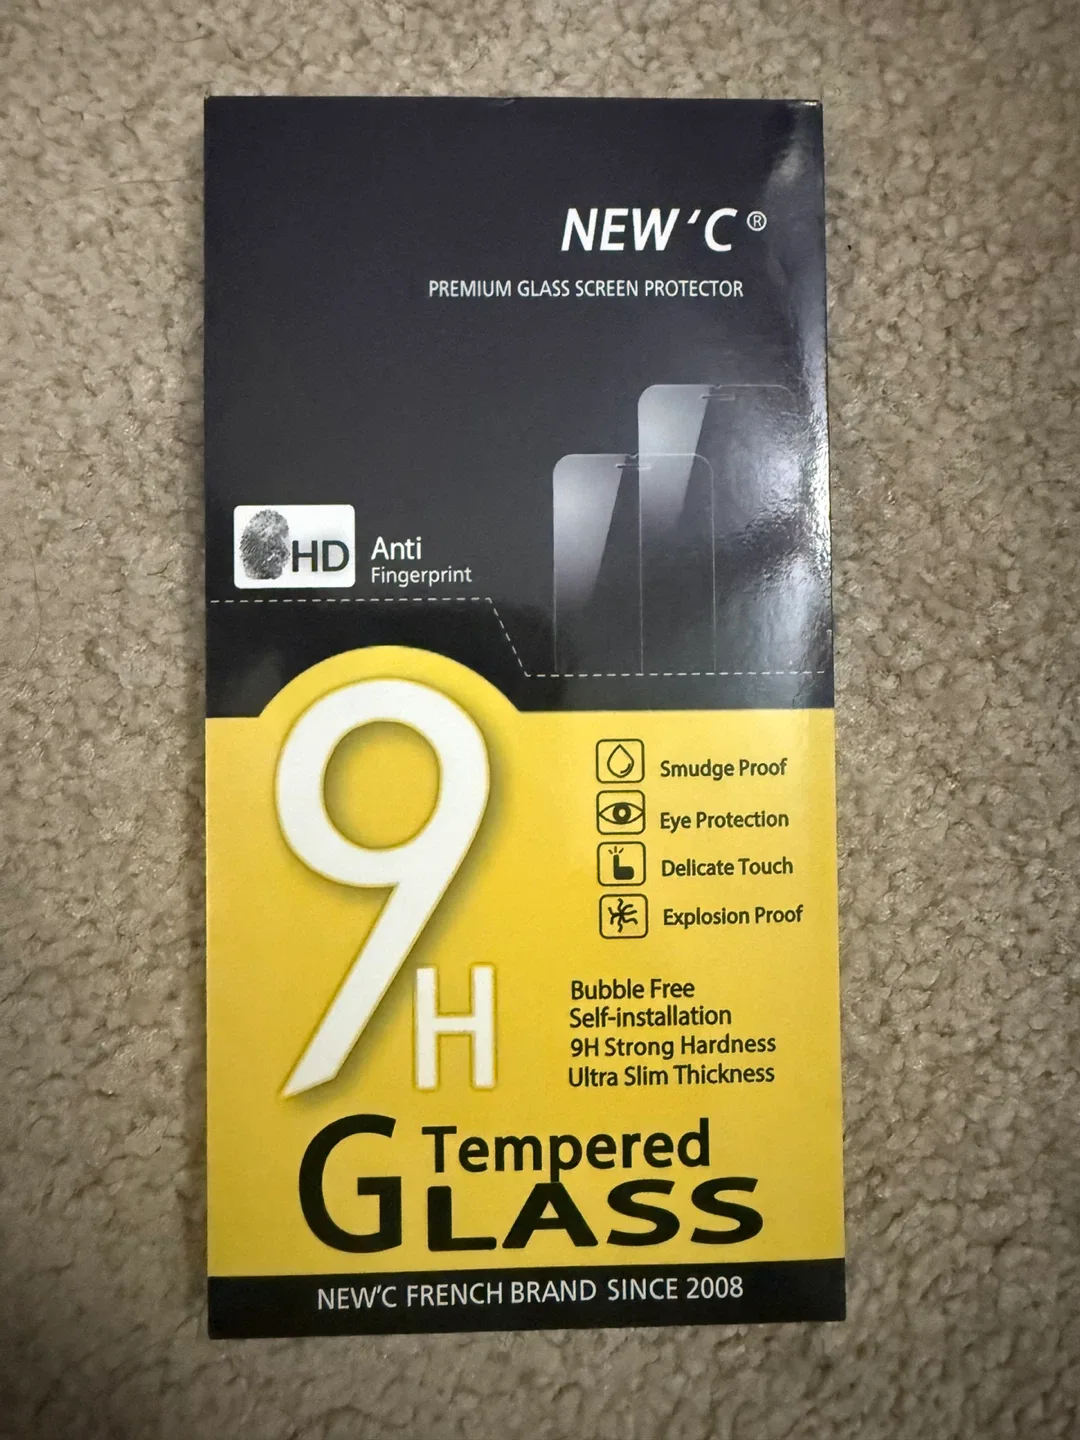 NEW'C ®
PREMIUM GLASS SCREEN PROTECTOR
HD
Anti
Fingerprint
9H
Smudge Proof
Eye Protection
Delicate Touch
Explosion Proof
Bubble Free
Self-installation
9H Strong Hardness
Ultra Slim Thickness
Tempered
GLASS
NEW'C FRENCH BRAND SINCE 2008